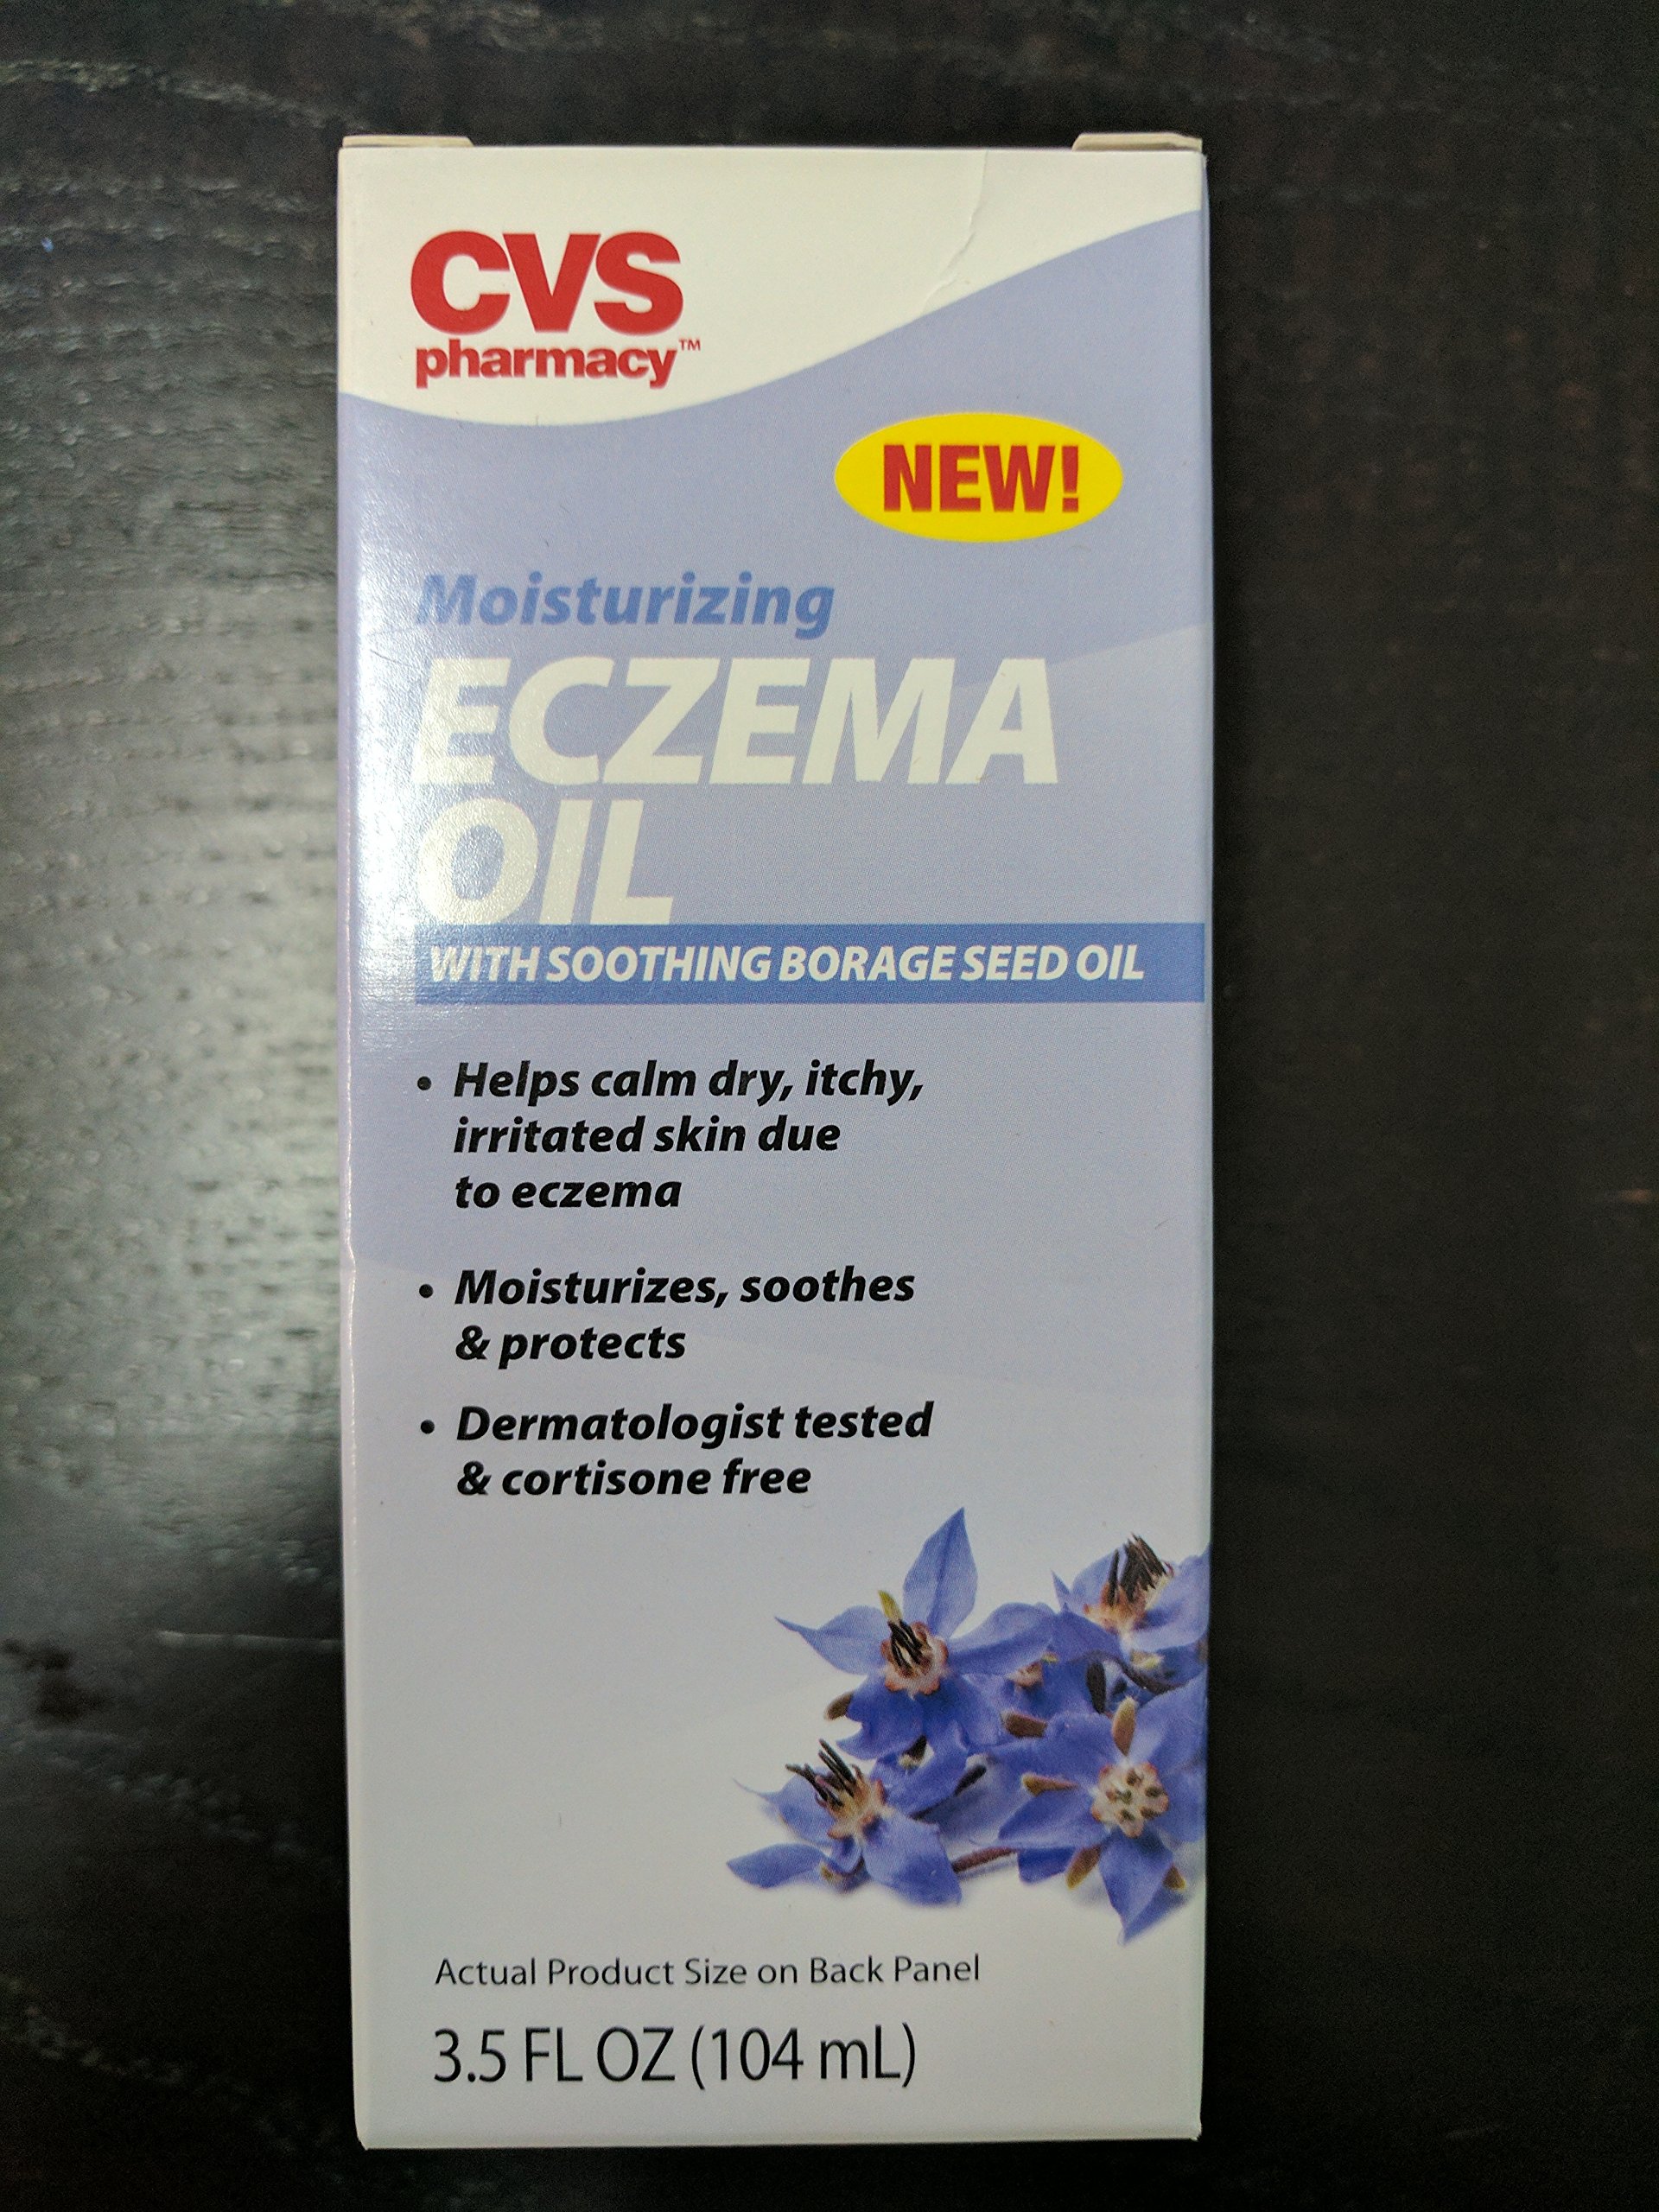 CVS
pharmacy™
NEW!
Moisturizing
ECZEMA
OIL
WITH SOOTHING BORAGE SEED OIL
• Helps calm dry, itchy,
irritated skin due
to eczema
• Moisturizes, soothes
& protects
• Dermatologist tested
& cortisone free
Actual Product Size on Back Panel
3.5 FL OZ (104 mL)